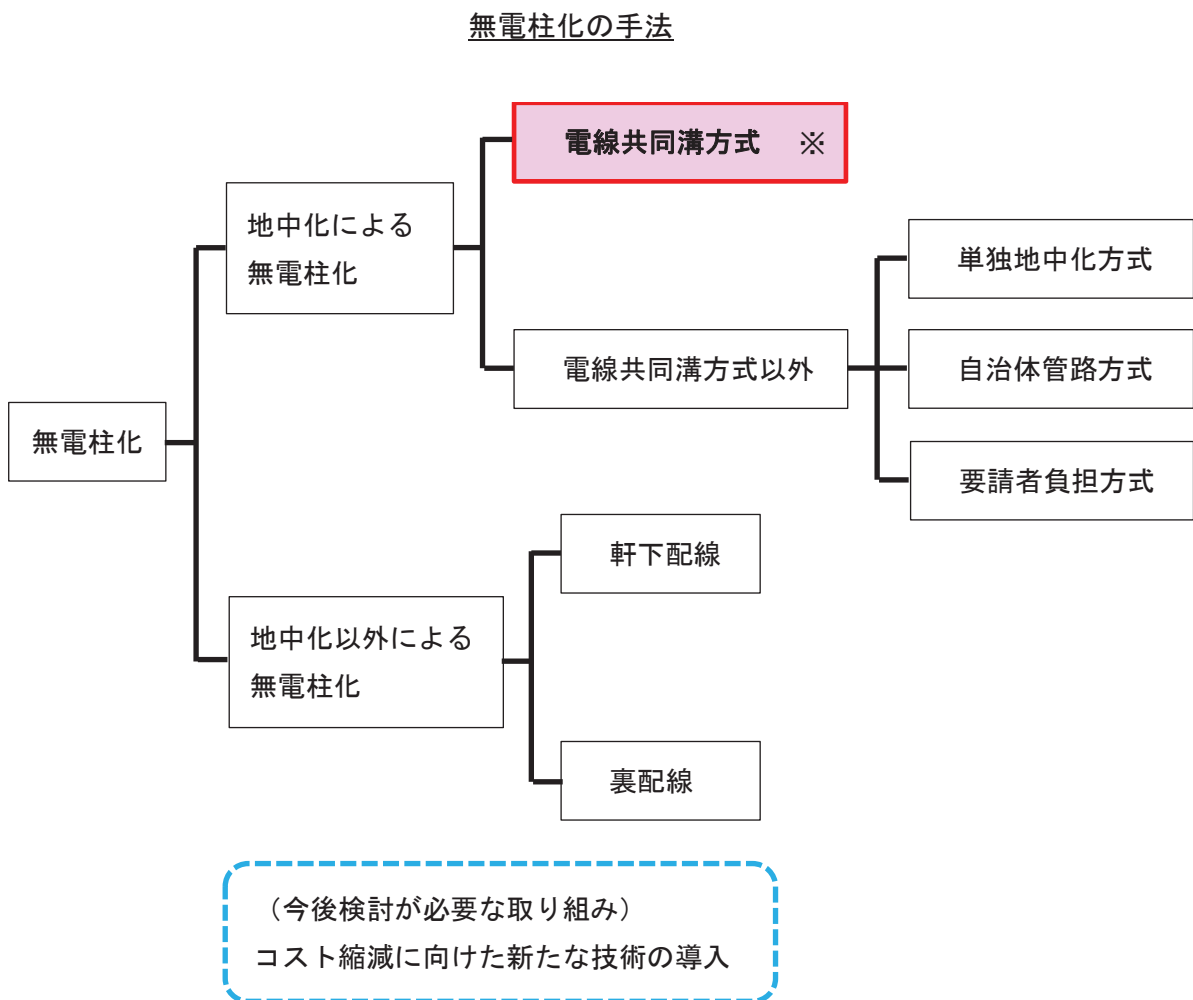 無電柱化の手法
電線共同溝方式　※
地中化による
無電柱化
単独地中化方式
電線共同溝方式以外
自治体管路方式
無電柱化
要請者負担方式
軒下配線
地中化以外による
無電柱化
裏配線
（今後検討が必要な取り組み）
コスト縮減に向けた新たな技術の導入